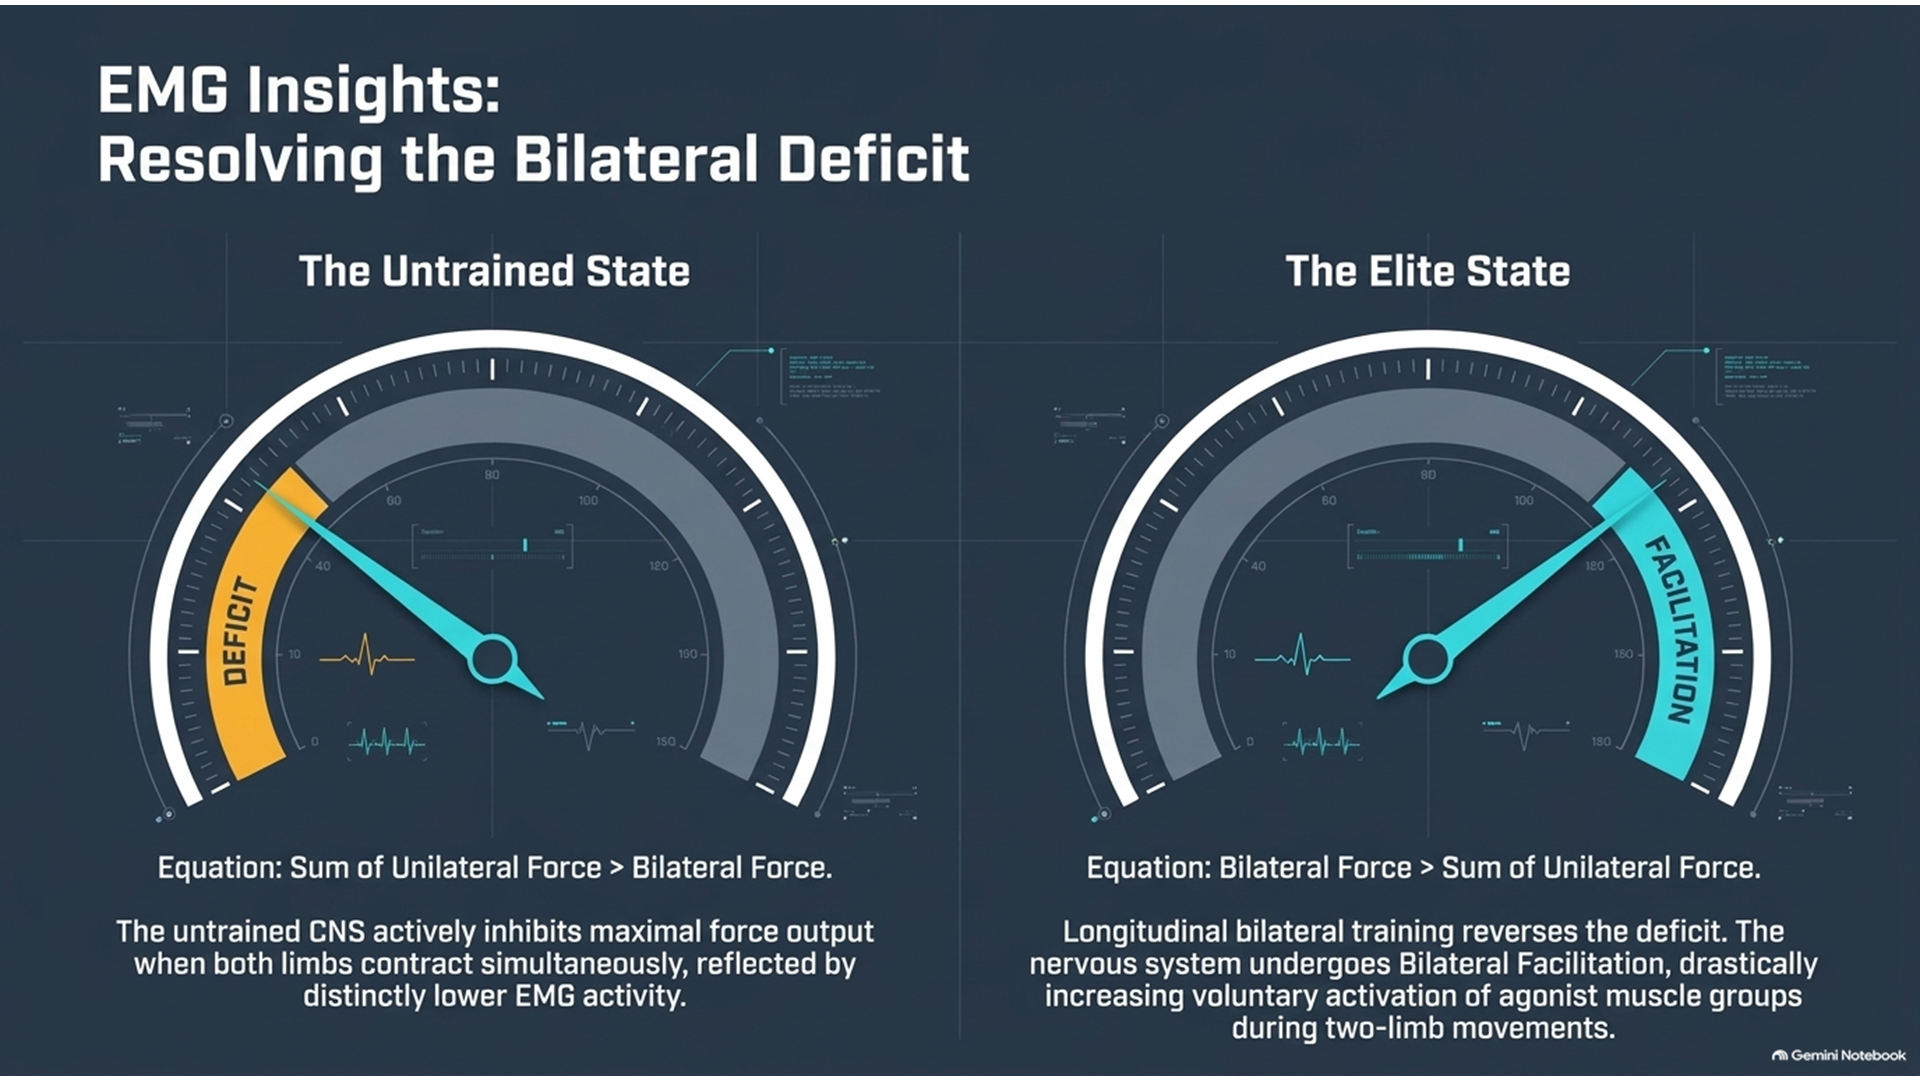 EMG Insights:
Resolving the Bilateral Deficit
The Untrained State
80
60
100
40
120
DEFICIT
10
160
0
150
Equation: Sum of Unilateral Force > Bilateral Force.
The untrained CNS actively inhibits maximal force output
when both limbs contract simultaneously, reflected by
distinctly lower EMG activity.
The Elite State
80
60
100
40
180
FACILITATION
10
160
0
180
Equation: Bilateral Force > Sum of Unilateral Force.
Longitudinal bilateral training reverses the deficit. The
nervous system undergoes Bilateral Facilitation, drastically
increasing voluntary activation of agonist muscle groups
during two-limb movements.
Gemini Notebook